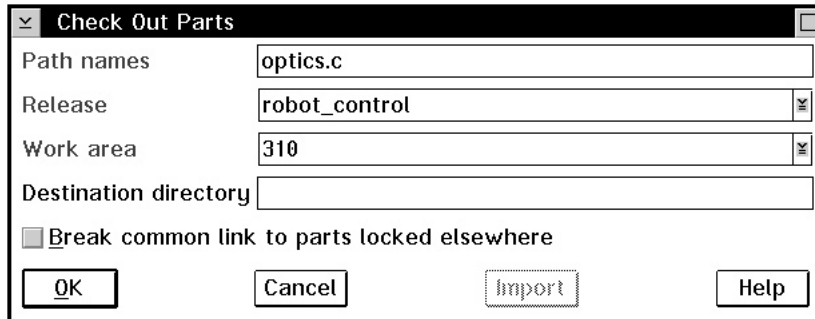 Check Out Parts
Path names optics.c
Release robot_control
Work area 310
Destination directory
Break common link to parts locked elsewhere
OK Cancel Import Help